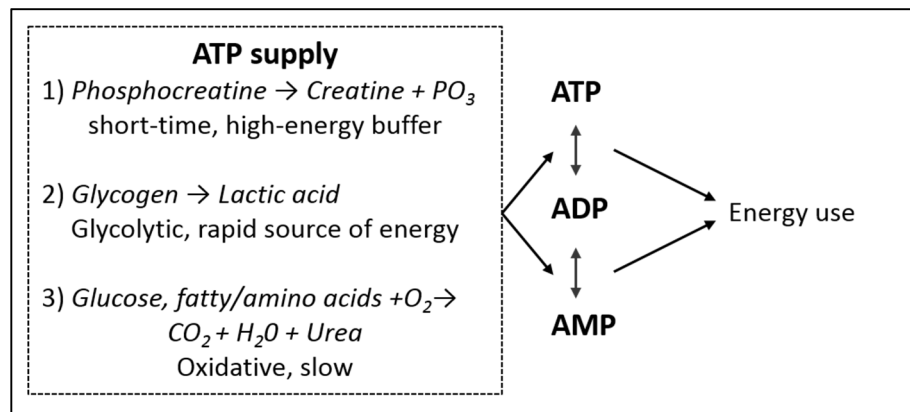 ATP supply
1) Phosphocreatine → Creatine + PO₃
short-time, high-energy buffer
2) Glycogen → Lactic acid
Glycolytic, rapid source of energy
3) Glucose, fatty/amino acids +O₂→
CO₂ + H₂0 + Urea
Oxidative, slow
ATP
ADP
AMP
Energy use